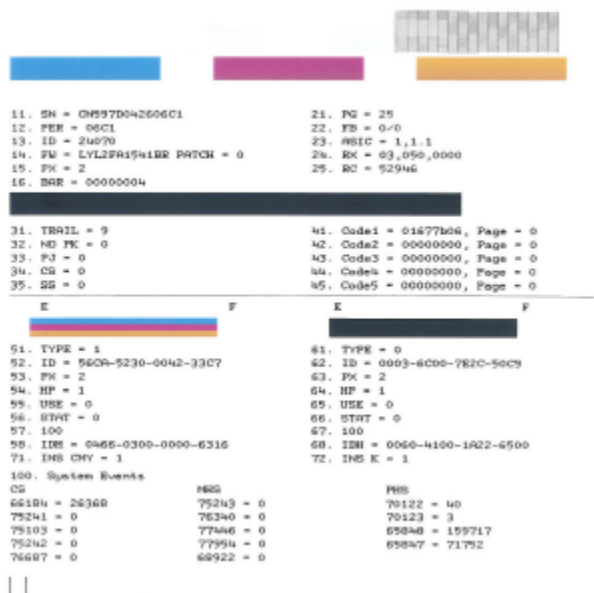 11. SN = CN597D042606C1
21. PG = 25
12. PER = 06C1
22. FB = 0/0
13. ID = 24070
23. ASIC = 1,1.1
14. FW = LYL2FA1541BR PATCH = 0
24. RX = 03,050,0000
15. PX = 2
25. RC = 52946
16. BAR = 00000004
31. TRAIL = 9
41. Code1 = 01677b06, Page = 0
32. NO PK = 0
42. Code2 = 00000000, Page = 0
33. PJ = 0
43. Code3 = 00000000, Page = 0
34. CS = 0
44. Code4 = 00000000, Page = 0
35. SS = 0
45. Code5 = 00000000, Page = 0
E F E F
51. TYPE = 1
61. TYPE = 0
52. ID = 56CA-5230-0042-33C7
62. ID = 0003-6C00-7E2C-50C9
53. PX = 2
63. PX = 2
54. HP = 1
64. HP = 1
55. USE = 0
65. USE = 0
56. STAT = 0
66. STAT = 0
57. 100
67. 100
58. IDH = 0466-0300-0000-6316
68. IDH = 0060-4100-1A22-6500
71. INS CMY = 1
72. INS K = 1
100. System Events
CS MRS PHS
66184 = 26368 75243 = 0 70122 = 40
75241 = 0 76340 = 0 70123 = 3
75103 = 0 77446 = 0 65848 = 159717
75242 = 0 77954 = 0 65847 = 71752
76687 = 0 68922 = 0